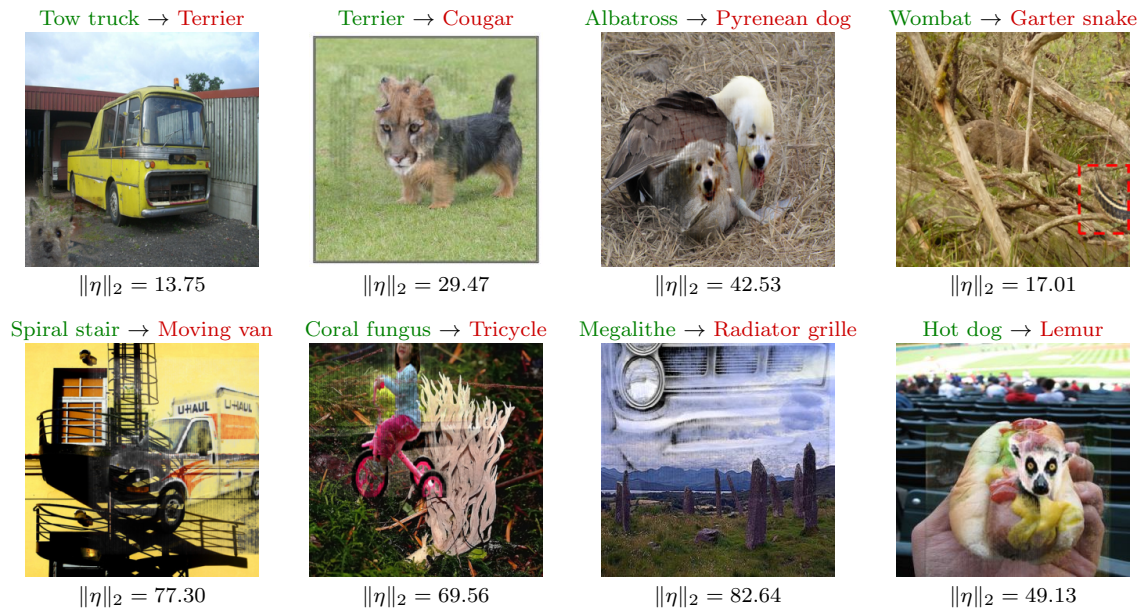 Tow truck → Terrier
Terrier → Cougar
Albatross → Pyrenean dog
Wombat → Garter snake
‖η‖₂ = 13.75
‖η‖₂ = 29.47
‖η‖₂ = 42.53
‖η‖₂ = 17.01
Spiral stair → Moving van
Coral fungus → Tricycle
Megalithe → Radiator grille
Hot dog → Lemur
U-HAUL
U-HAUL
‖η‖₂ = 77.30
‖η‖₂ = 69.56
‖η‖₂ = 82.64
‖η‖₂ = 49.13